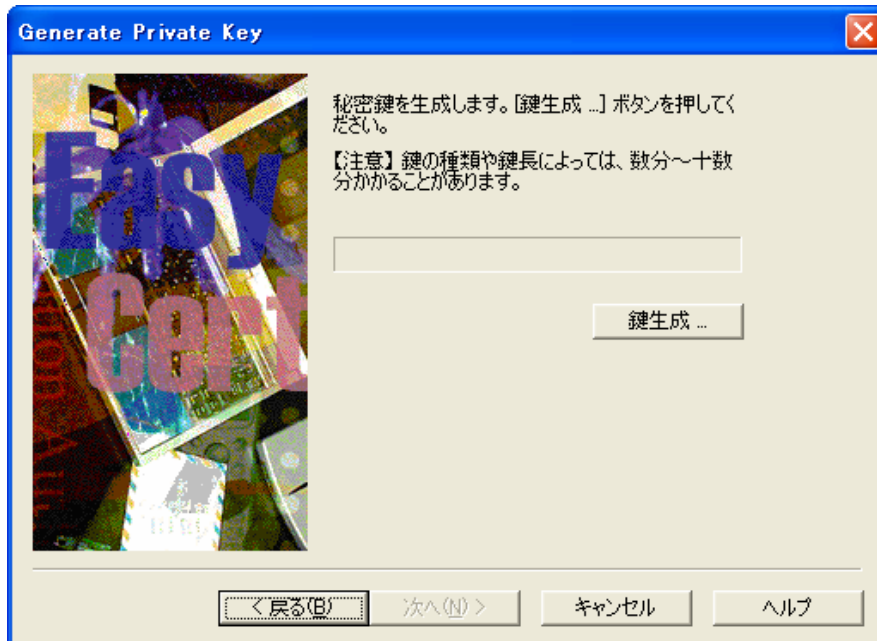 Generate Private Key
Easy
Cert
秘密鍵を生成します。［鍵生成 ...］ ボタンを押してく
ださい。
【注意】 鍵の種類や鍵長によっては、数分～十数
分かかることがあります。
鍵生成 ...
< 戻る(B)
次へ(N) >
キャンセル
ヘルプ